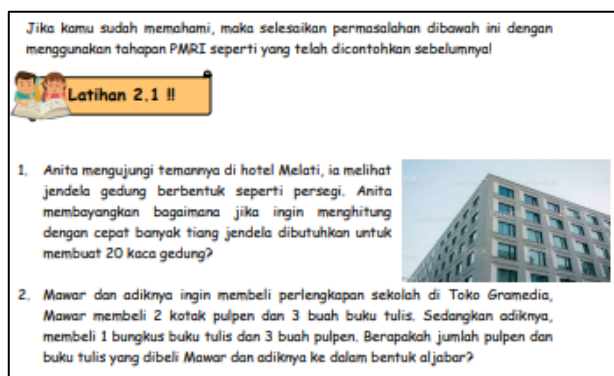 Jika kamu sudah memahami, maka selesaikan permasalahan dibawah ini dengan
menggunakan tahapan PMRI seperti yang telah dicontohkan sebelumnya!
Latihan 2.1 !!
1. Anita mengujungi temannya di hotel Melati, ia melihat
jendela gedung berbentuk seperti persegi. Anita
membayangkan bagaimana jika ingin menghitung
dengan cepat banyak tiang jendela dibutuhkan untuk
membuat 20 kaca gedung?
2. Mawar dan adiknya ingin membeli perlengkapan sekolah di Toko Gramedia,
Mawar membeli 2 kotak pulpen dan 3 buah buku tulis. Sedangkan adiknya,
membeli 1 bungkus buku tulis dan 3 buah pulpen. Berapakah jumlah pulpen dan
buku tulis yang dibeli Mawar dan adiknya ke dalam bentuk aljabar?